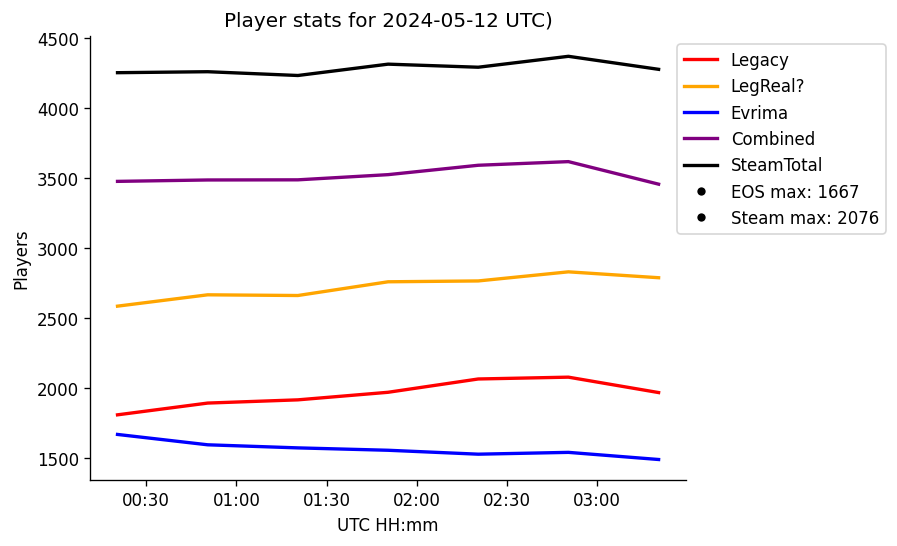 Player stats for 2024-05-12 UTC)
4500
4000
3500
3000
2500
2000
1500
Players
00:30 01:00 01:30 02:00 02:30 03:00
UTC HH:mm
Legacy
LegReal?
Evrima
Combined
SteamTotal
EOS max: 1667
Steam max: 2076